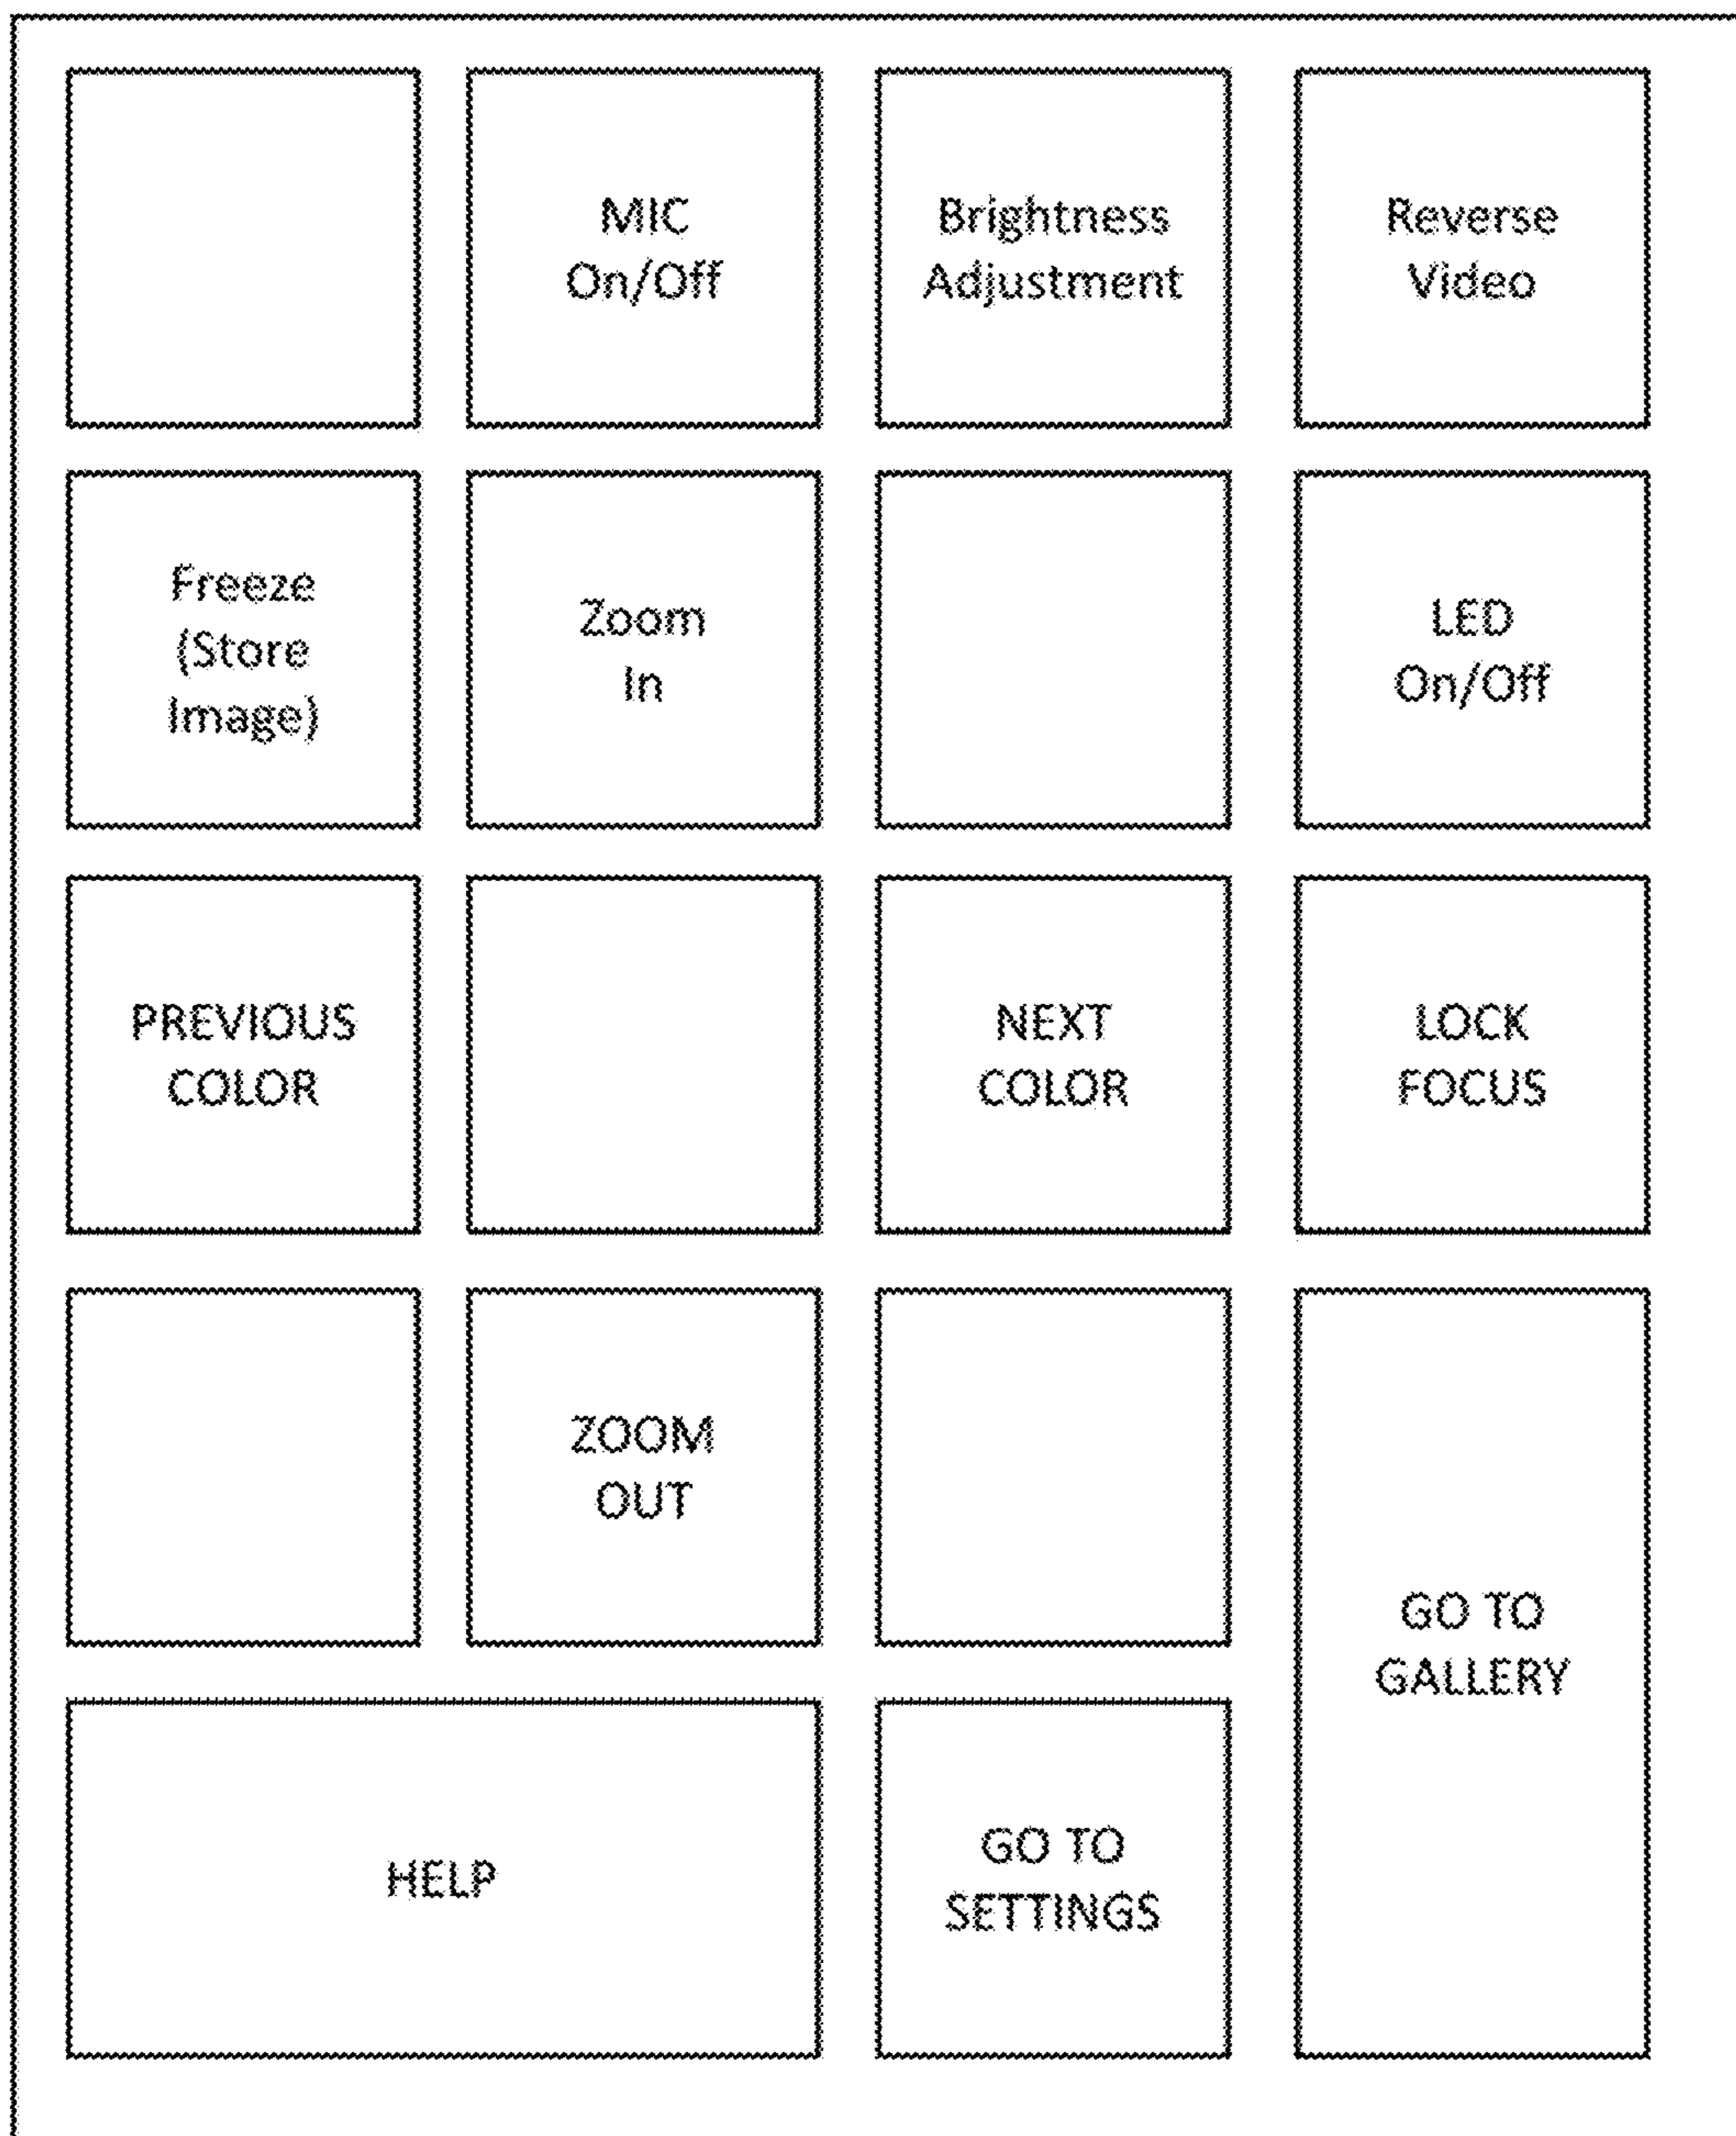 MIC
On/Off
Brightness
Adjustment
Reverse
Video
Freeze
(Store
Image)
Zoom
In
LED
On/Off
PREVIOUS
COLOR
NEXT
COLOR
LOCK
FOCUS
ZOOM
OUT
GO TO
GALLERY
HELP
GO TO
SETTINGS